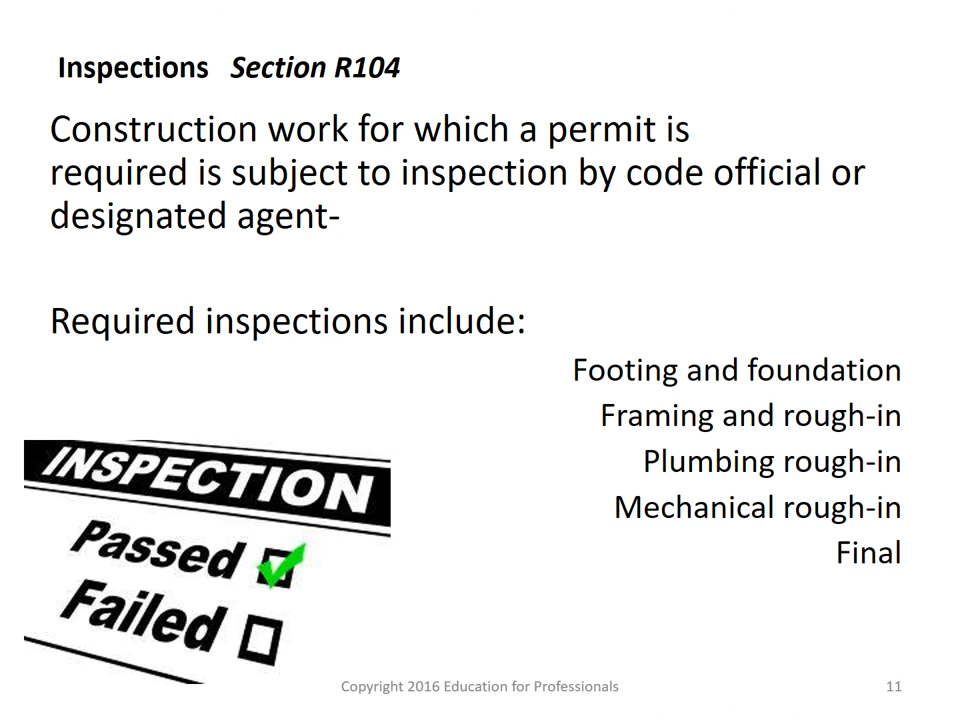 Inspections Section R104
Construction work for which a permit is
required is subject to inspection by code official or
designated agent-
Required inspections include:
Footing and foundation
Framing and rough-in
Plumbing rough-in
Mechanical rough-in
Final
INSPECTION
Passed
Failed
Copyright 2016 Education for Professionals
11